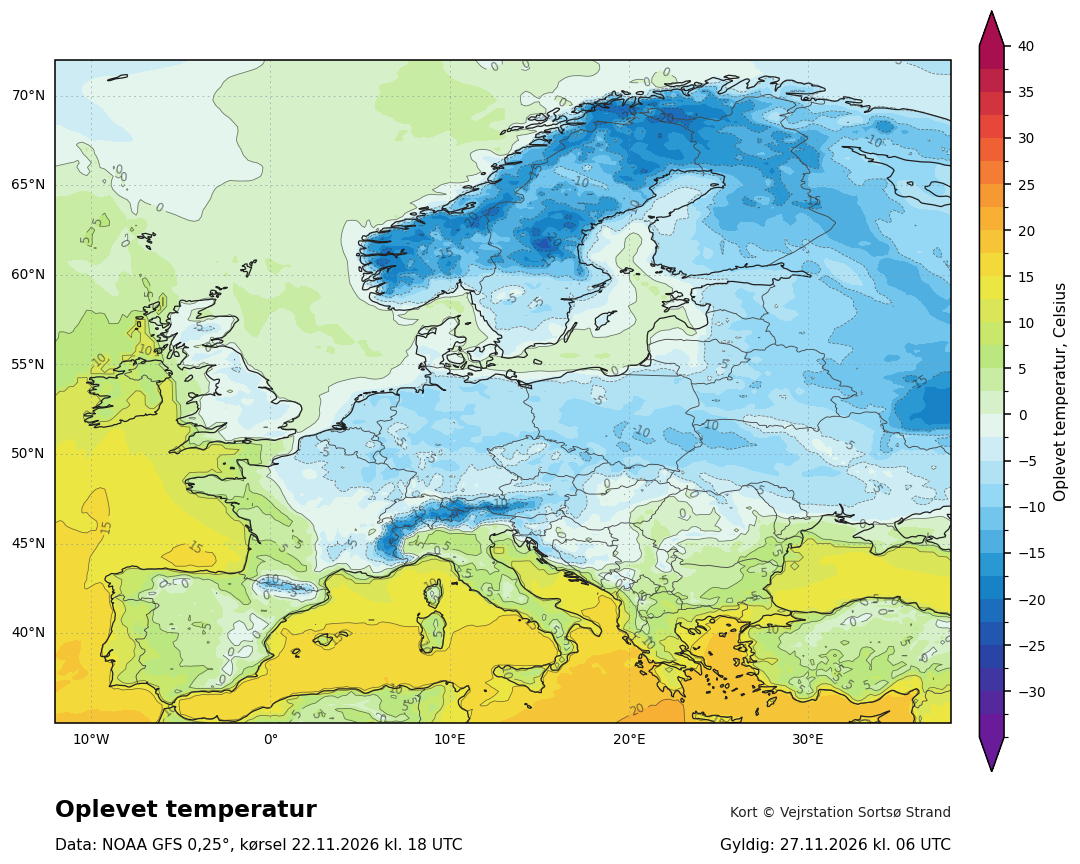 40
35
30
25
20
15
10
5
0
−5
−10
−15
−20
−25
−30
Oplevet temperatur, Celsius
70°N
65°N
60°N
55°N
50°N
45°N
40°N
10°W
0°
10°E
20°E
30°E
Oplevet temperatur
Kort © Vejrstation Sortsø Strand
Data: NOAA GFS 0,25°, kørsel 22.11.2026 kl. 18 UTC
Gyldig: 27.11.2026 kl. 06 UTC